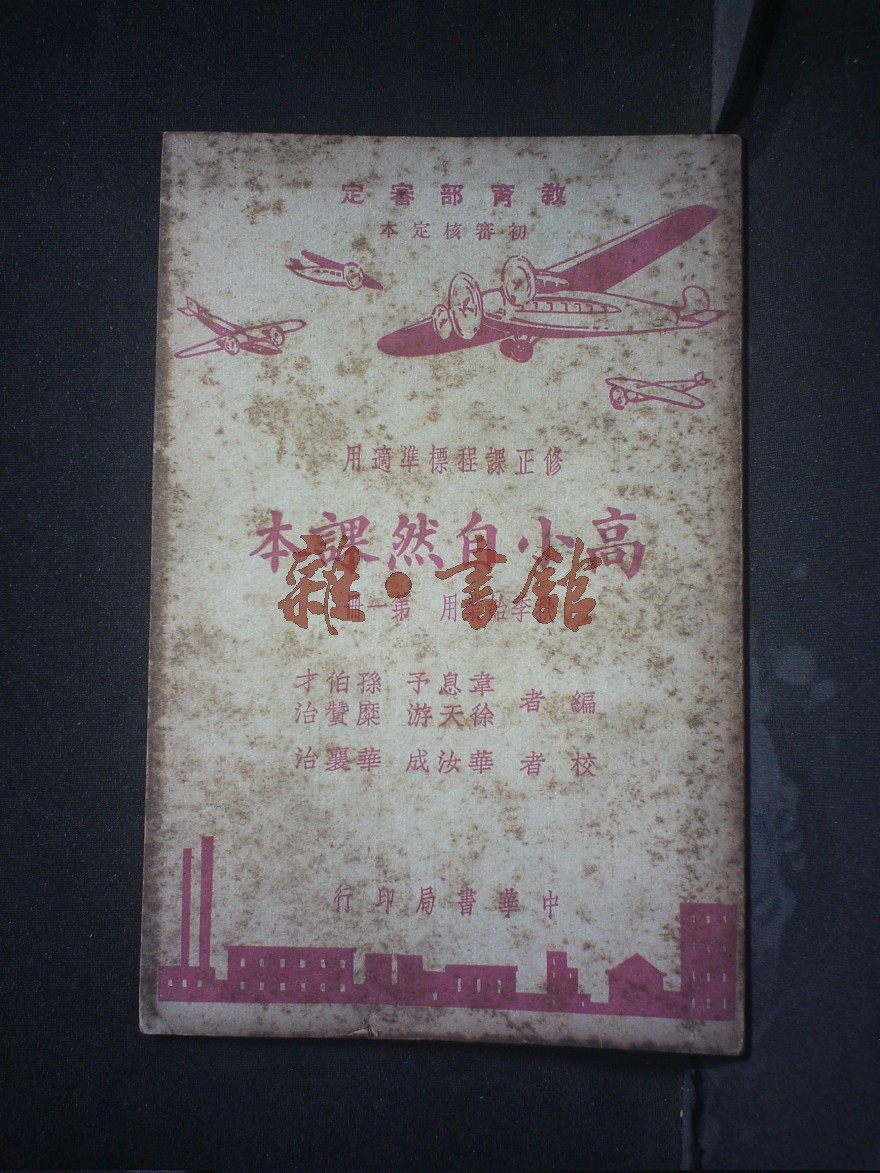 教育部審定
初審核定本
修正課程標準適用
高小自然課本
季始業用 第一冊
編者 韋息予 孫伯才
徐天游 糜贊治
校者 華汝成 華襄治
中華書局印行
雜·書館